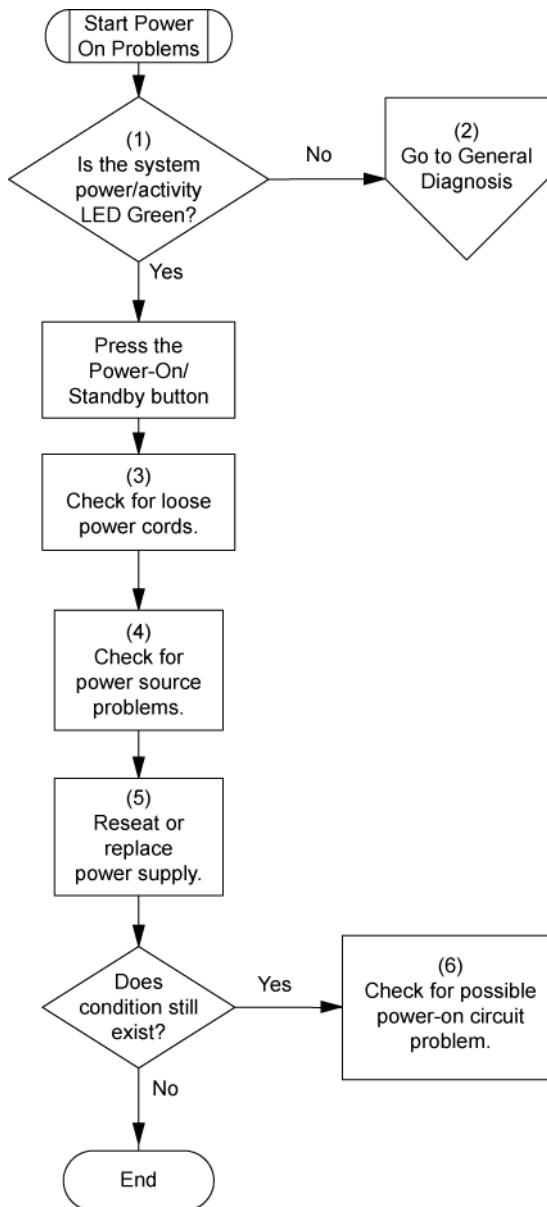 Start Power
On Problems
(1)
Is the system
power/activity
LED Green?
No
(2)
Go to General
Diagnosis
Yes
Press the
Power-On/
Standby button
(3)
Check for loose
power cords.
(4)
Check for
power source
problems.
(5)
Reseat or
replace
power supply.
Does
condition still
exist?
Yes
(6)
Check for possible
power-on circuit
problem.
No
End